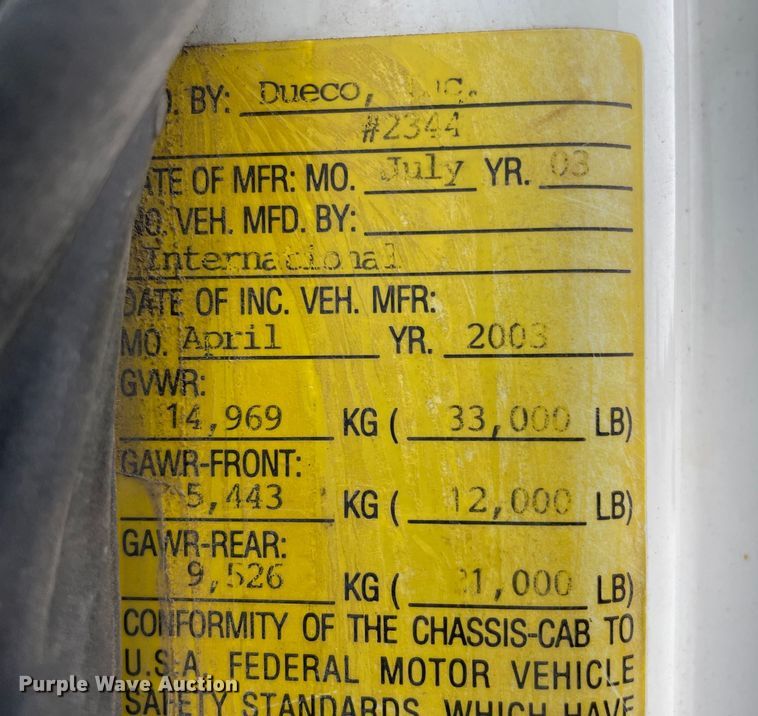 BY: Dueco,
#2344
OF MFR: MO. July YR. 03
VEH. MFD. BY:
International
DATE OF INC. VEH. MFR:
MO. April YR. 2003
GVWR:
14,969 KG ( 33,000 LB)
GAWR-FRONT:
5,443 KG ( 12,000 LB)
GAWR-REAR:
9,526 KG ( LB)
CONFORMITY OF THE CHASSIS-CAB TO
U.S.A. FEDERAL MOTOR VEHICLE
SAFETY STANDARDS, WHICH HAVE
Purple Wave Auction